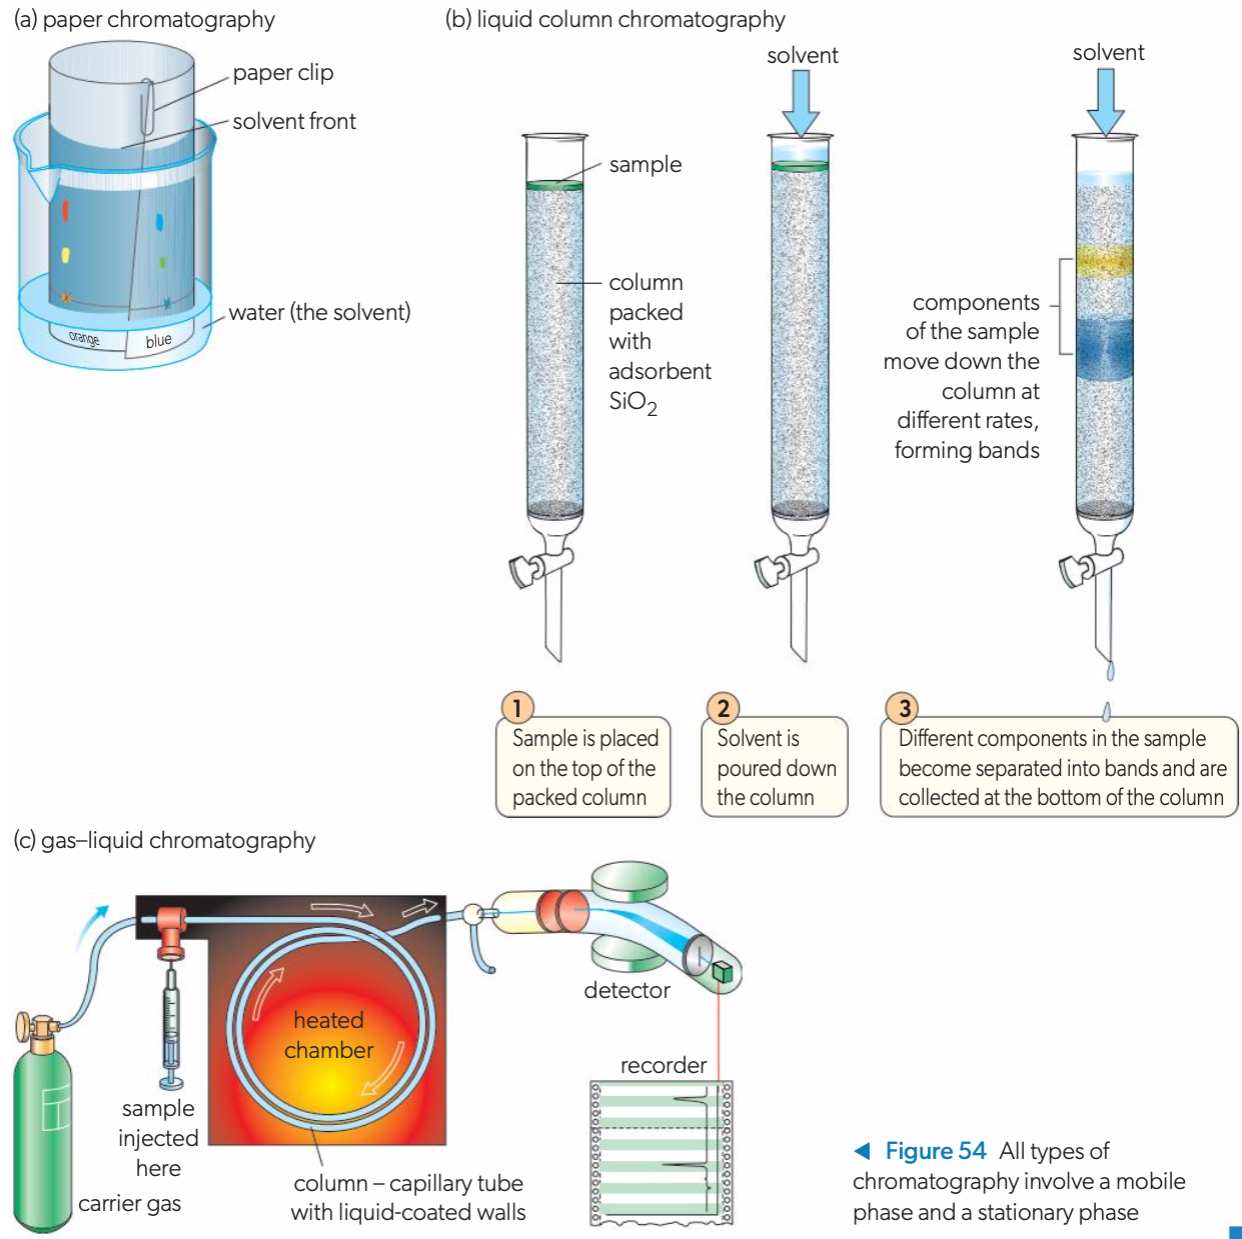 (a) paper chromatography
paper clip
solvent front
water (the solvent)
orange
blue
(b) liquid column chromatography
sample
column
packed
with
adsorbent
SiO2
solvent
solvent
components
of the sample
move down the
column at
different rates,
forming bands
1
Sample is placed
on the top of the
packed column
2
Solvent is
poured down
the column
3
Different components in the sample
become separated into bands and are
collected at the bottom of the column
(c) gas–liquid chromatography
heated
chamber
sample
injected
here
carrier gas
column – capillary tube
with liquid-coated walls
detector
recorder
◀ Figure 54 All types of
chromatography involve a mobile
phase and a stationary phase